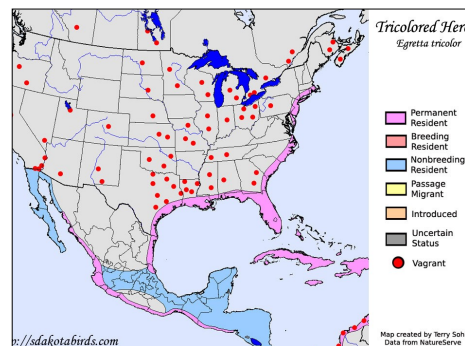 Tricolored Her
Egretta tricolor
Permanent
Resident
Breeding
Resident
Nonbreeding
Resident
Passage
Migrant
Introduced
Uncertain
Status
Vagrant
p://sdakotabirds.com/
Map created by Terry Soh
Data from NatureServe